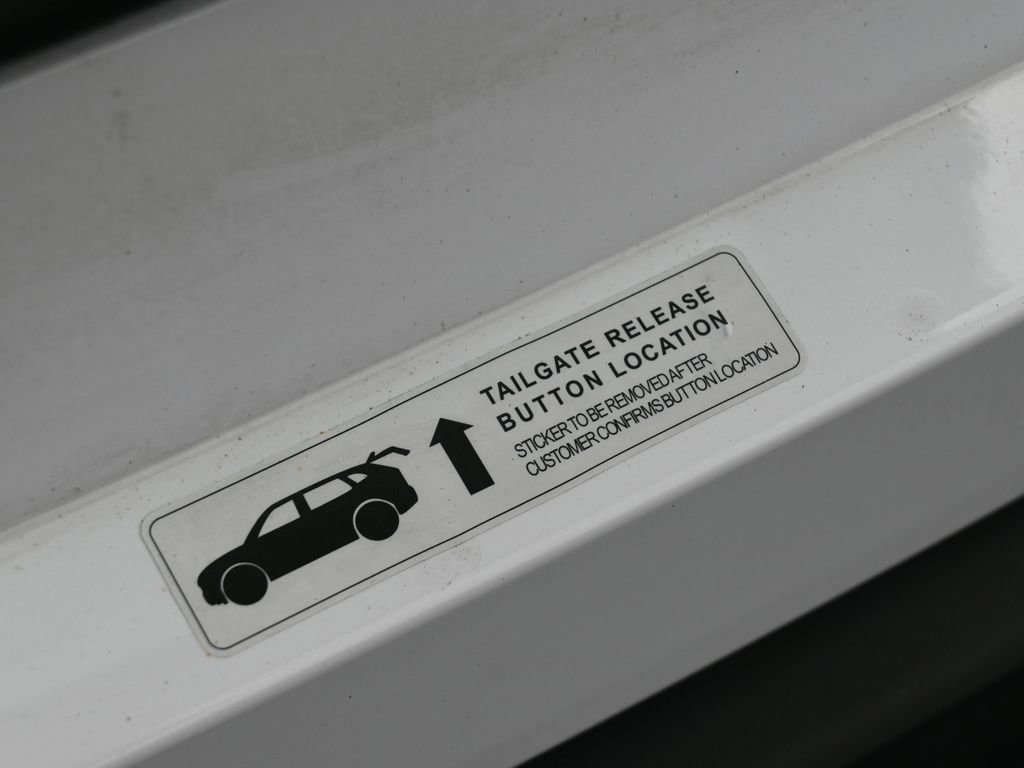 TAILGATE RELEASE
BUTTON LOCATION
STICKER TO BE REMOVED AFTER
CUSTOMER CONFIRMS BUTTON LOCATION